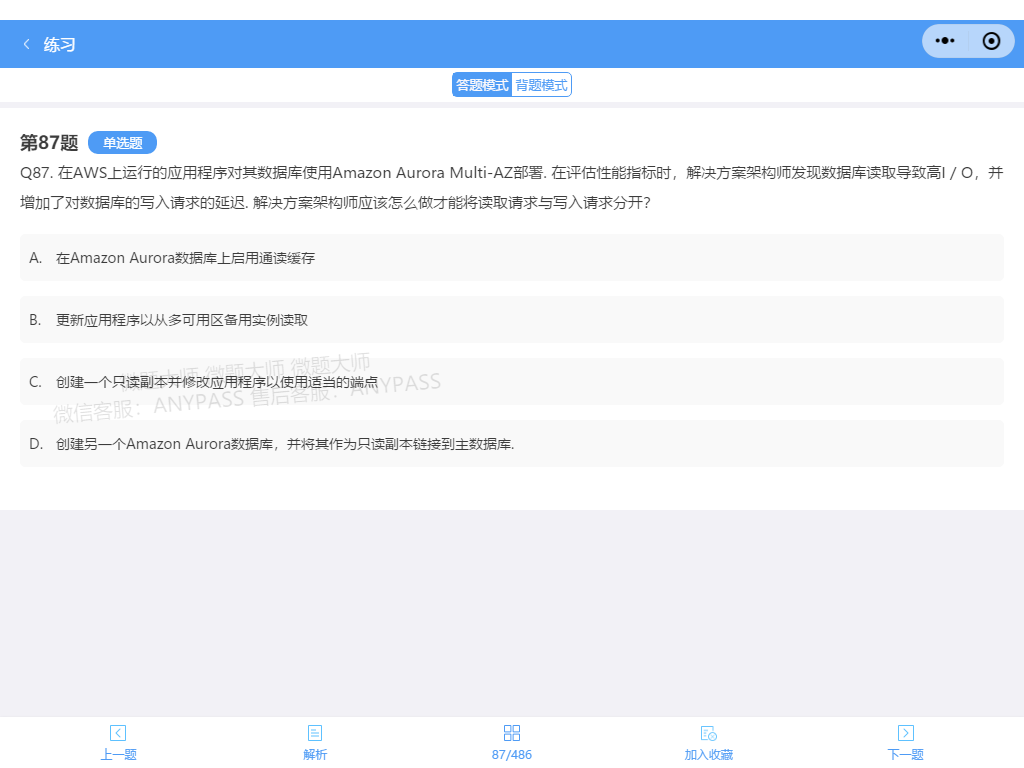 练习
答题模式 背题模式
第87题 单选题
Q87. 在AWS上运行的应用程序对其数据库使用Amazon Aurora Multi-AZ部署. 在评估性能指标时，解决方案架构师发现数据库读取导致高I / O，并
增加了对数据库的写入请求的延迟. 解决方案架构师应该怎么做才能将读取请求与写入请求分开？
A. 在Amazon Aurora数据库上启用通读缓存
B. 更新应用程序以从多可用区备用实例读取
微题大师 微题大师 微题大师
C. 创建一个只读副本并修改应用程序以使用适当的端点
微信客服：ANYPASS 售后客服：ANYPASS
D. 创建另一个Amazon Aurora数据库，并将其作为只读副本链接到主数据库.
上一题 解析 87/486 加入收藏 下一题